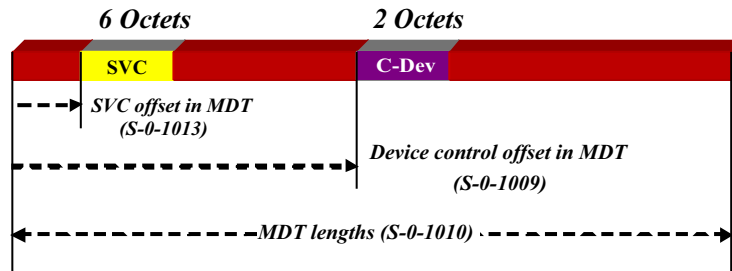 6 Octets
2 Octets
SVC
C-Dev
SVC offset in MDT
(S-0-1013)
Device control offset in MDT
(S-0-1009)
MDT lengths (S-0-1010)